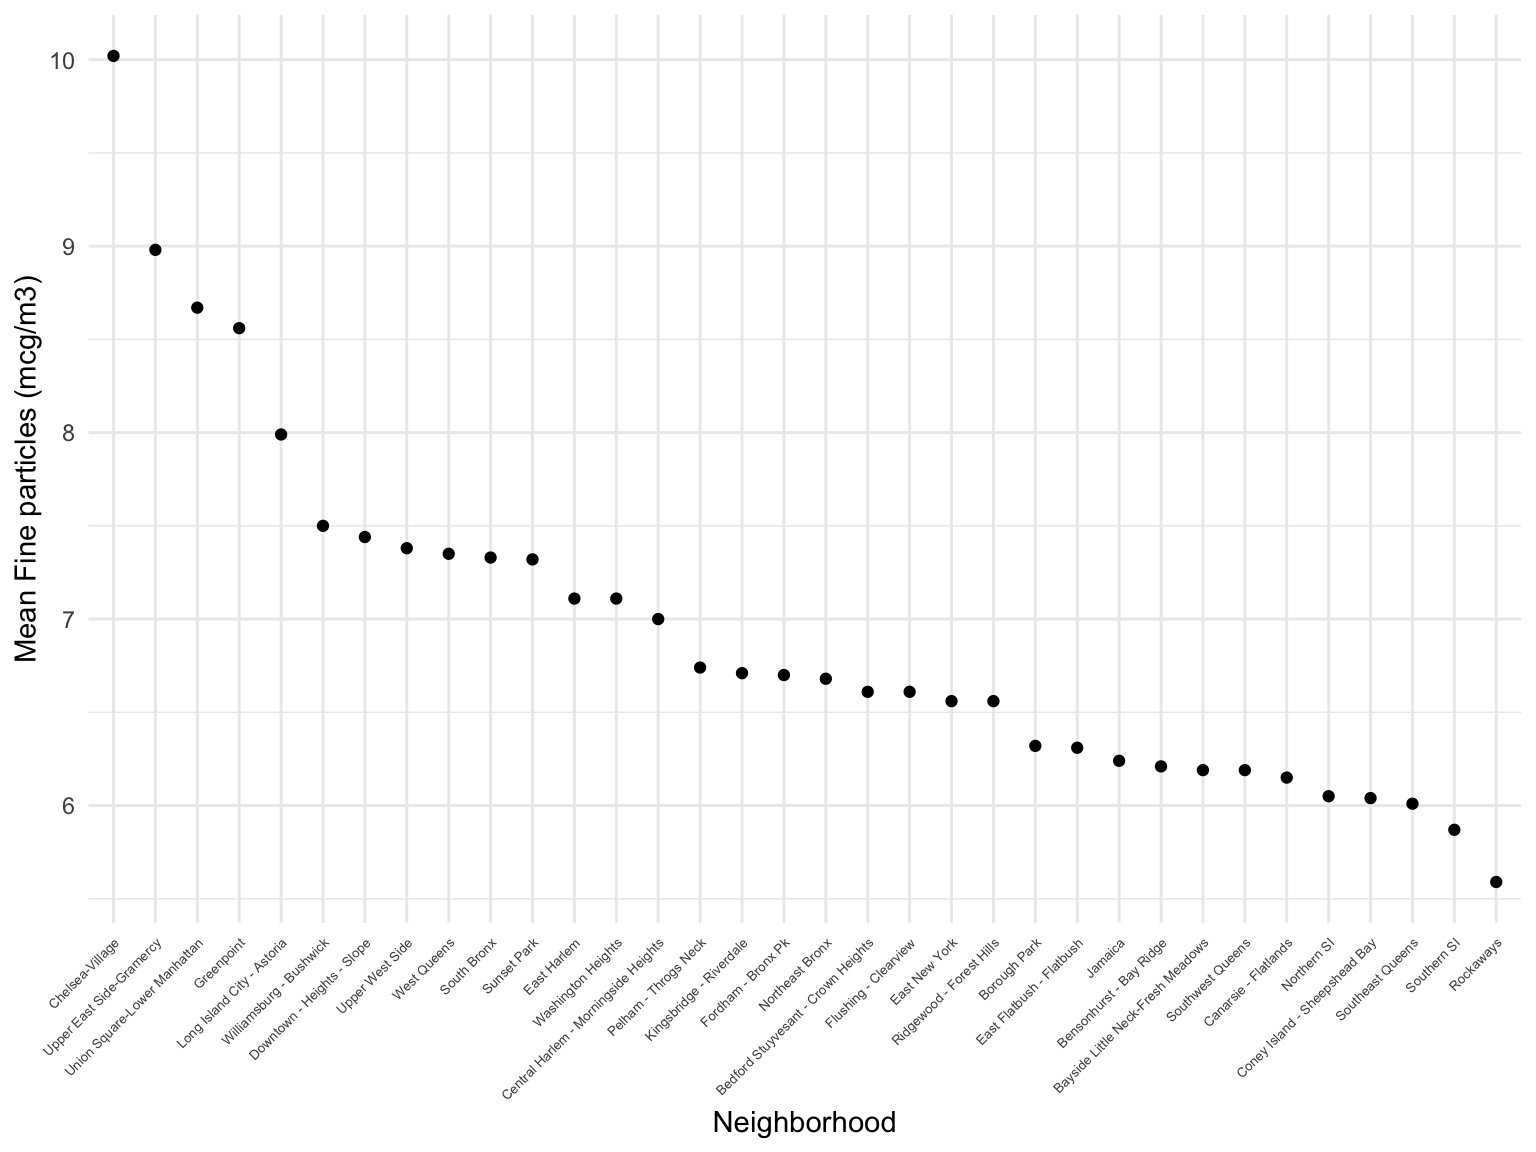 10
9
8
7
6
Mean Fine particles (mcg/m3)
Chelsea-Village
Upper East Side-Gramercy
Union Square-Lower Manhattan
Greenpoint
Long Island City - Astoria
Williamsburg - Bushwick
Downtown - Heights - Slope
Upper West Side
West Queens
South Bronx
Sunset Park
East Harlem
Washington Heights
Central Harlem - Morningside Heights
Pelham - Throgs Neck
Kingsbridge - Riverdale
Fordham - Bronx Pk
Northeast Bronx
Bedford Stuyvesant - Crown Heights
Flushing - Clearview
East New York
Ridgewood - Forest Hills
Borough Park
East Flatbush - Flatbush
Jamaica
Bensonhurst - Bay Ridge
Bayside Little Neck-Fresh Meadows
Southwest Queens
Canarsie - Flatlands
Northern SI
Coney Island - Sheepshead Bay
Southeast Queens
Southern SI
Rockaways
Neighborhood